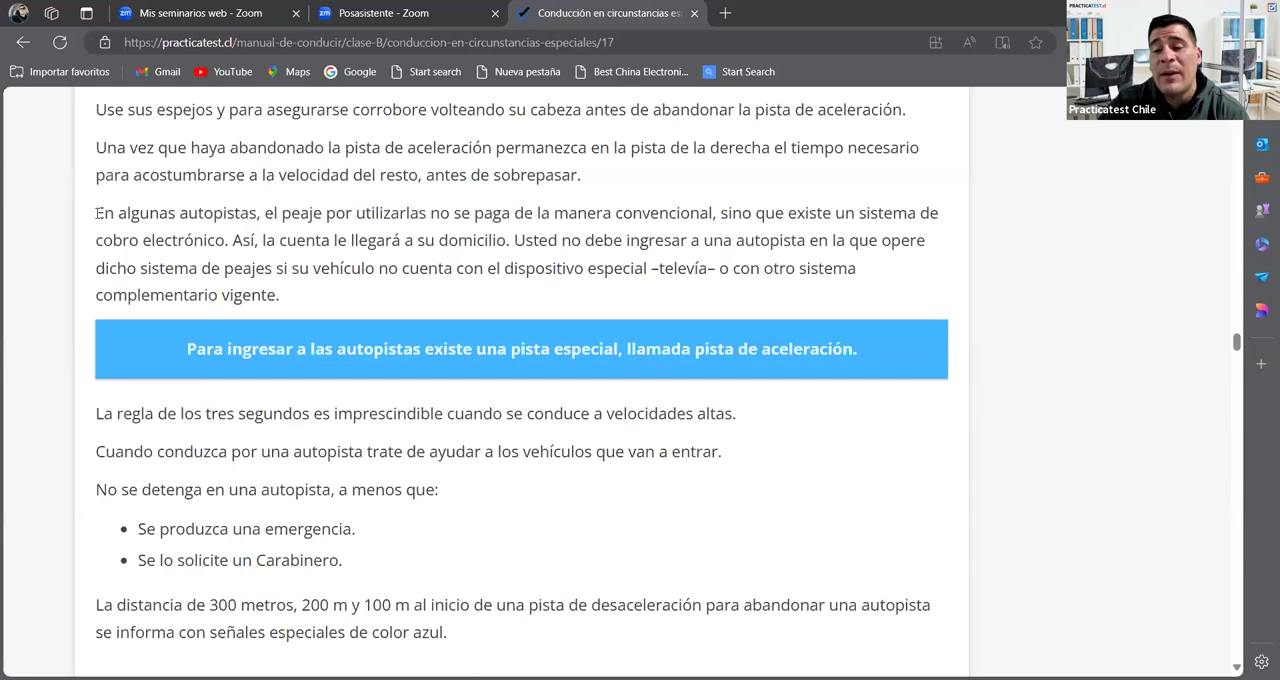 Mis seminarios web - Zoom
Posasistente - Zoom
Conducción en circunstancias es
https://practicatest.cl/manual-de-conducir/clase-B/conduccion-en-circunstancias-especiales/17
Importar favoritos
Gmail
YouTube
Maps
Google
Start search
Nueva pestaña
Best China Electroni...
Start Search
PRACTICATEST.cl
Practicatest Chile
Use sus espejos y para asegurarse corrobore volteando su cabeza antes de abandonar la pista de aceleración.
Una vez que haya abandonado la pista de aceleración permanezca en la pista de la derecha el tiempo necesario
para acostumbrarse a la velocidad del resto, antes de sobrepasar.
En algunas autopistas, el peaje por utilizarlas no se paga de la manera convencional, sino que existe un sistema de
cobro electrónico. Así, la cuenta le llegará a su domicilio. Usted no debe ingresar a una autopista en la que opere
dicho sistema de peajes si su vehículo no cuenta con el dispositivo especial –televía– o con otro sistema
complementario vigente.
Para ingresar a las autopistas existe una pista especial, llamada pista de aceleración.
La regla de los tres segundos es imprescindible cuando se conduce a velocidades altas.
Cuando conduzca por una autopista trate de ayudar a los vehículos que van a entrar.
No se detenga en una autopista, a menos que:
• Se produzca una emergencia.
• Se lo solicite un Carabinero.
La distancia de 300 metros, 200 m y 100 m al inicio de una pista de desaceleración para abandonar una autopista
se informa con señales especiales de color azul.